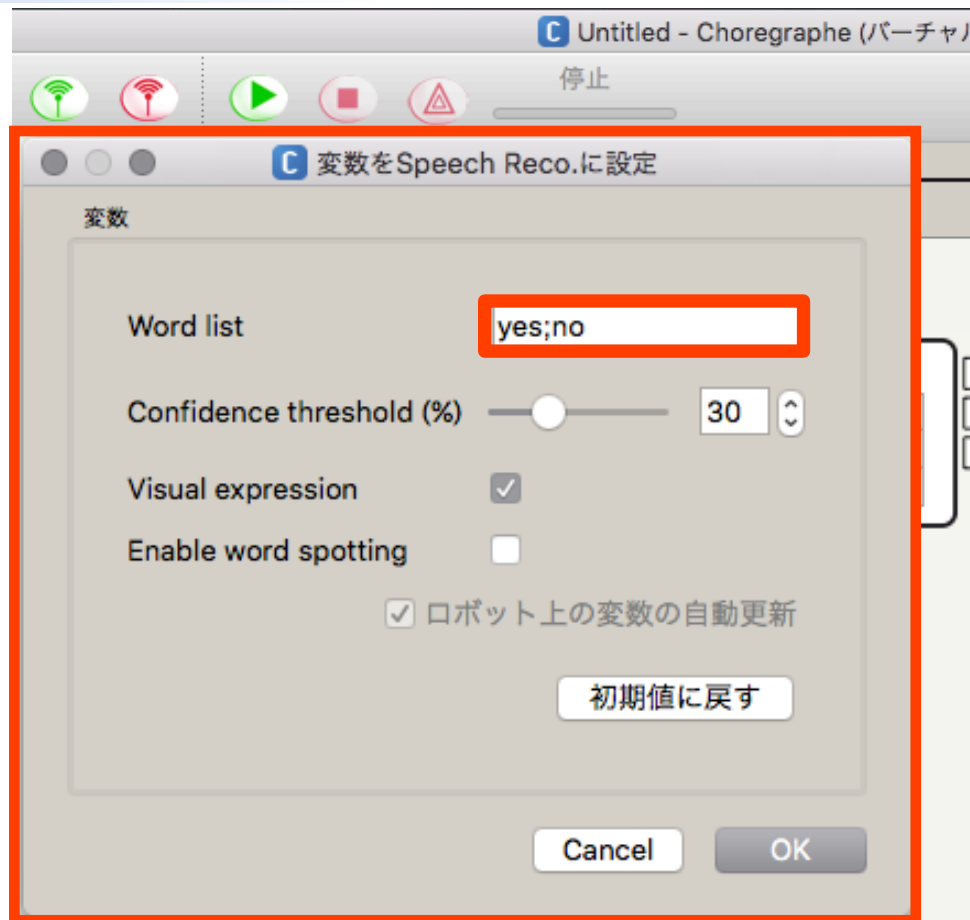 Untitled - Choregraphe (バーチャル
停止
変数をSpeech Reco.に設定
変数
Word list
yes;no
Confidence threshold (%)
30
Visual expression
Enable word spotting
ロボット上の変数の自動更新
初期値に戻す
Cancel
OK